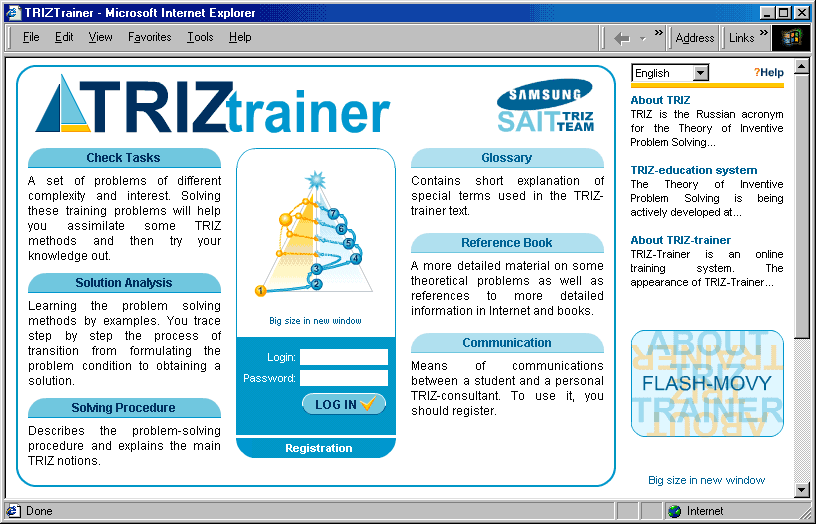 TRIZTrainer - Microsoft Internet Explorer
File Edit View Favorites Tools Help
Address Links
TRIZtrainer
SAMSUNG
SAIT TRIZ TEAM
Check Tasks
A set of problems of different
complexity and interest. Solving
these training problems will help
you assimilate some TRIZ
methods and then try your
knowledge out.
Solution Analysis
Learning the problem solving
methods by examples. You trace
step by step the process of
transition from formulating the
problem condition to obtaining a
solution.
Solving Procedure
Describes the problem-solving
procedure and explains the main
TRIZ notions.
7
6
5
4
3
2
1
Big size in new window
Login:
Password:
LOG IN
Registration
Glossary
Contains short explanation of
special terms used in the TRIZ-
trainer text.
Reference Book
A more detailed material on some
theoretical problems as well as
references to more detailed
information in Internet and books.
Communication
Means of communications
between a student and a personal
TRIZ-consultant. To use it, you
should register.
English
?Help
About TRIZ
TRIZ is the Russian acronym
for the Theory of Inventive
Problem Solving...
TRIZ-education system
The Theory of Inventive
Problem Solving is being
actively developed at...
About TRIZ-trainer
TRIZ-Trainer is an online
training system. The
appearance of TRIZ-Trainer...
ABOUT
TRIZ
FLASH-MOVY
TRAINER
Big size in new window
Done
Internet